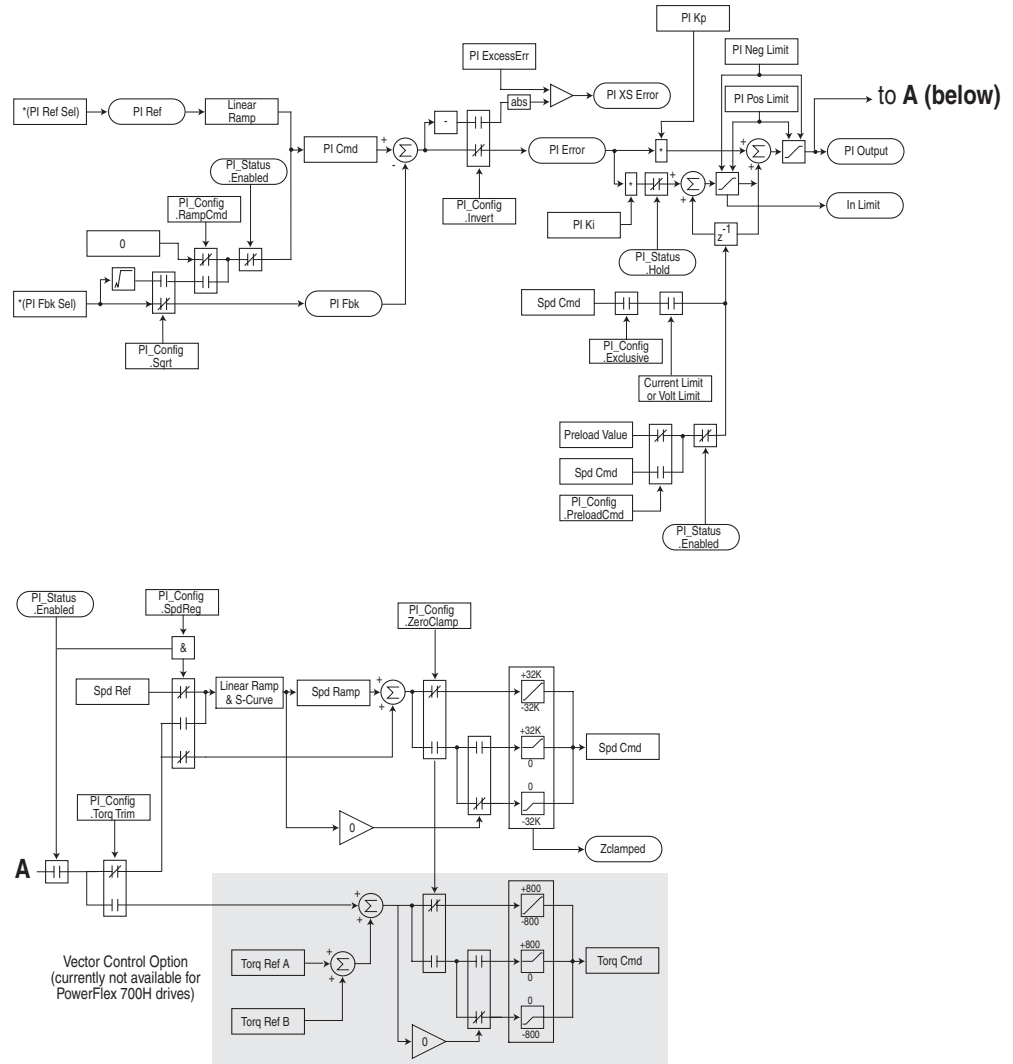 PI Kp
PI ExcessErr
PI Neg Limit
*(PI Ref Sel)
PI Ref
Linear
Ramp
abs
PI XS Error
PI Pos Limit
to A (below)
PI Cmd
+
-
Σ
-
PI Error
*
+
+
Σ
PI Output
PI_Status
.Enabled
PI_Config
.RampCmd
PI_Config
.Invert
*
+
+
Σ
In Limit
0
PI Ki
PI_Status
.Hold
z-1
√
*(PI Fbk Sel)
PI Fbk
Spd Cmd
PI_Config
.Sqrt
PI_Config
.Exclusive
Current Limit
or Volt Limit
Preload Value
Spd Cmd
PI_Config
.PreloadCmd
PI_Status
.Enabled
PI_Status
.Enabled
PI_Config
.SpdReg
PI_Config
.ZeroClamp
&
Spd Ref
Linear Ramp
& S-Curve
Spd Ramp
+
+
Σ
+32K
-32K
+32K
0
Spd Cmd
0
-32K
PI_Config
.Torq Trim
0
Zclamped
A
+
+
Σ
+800
-800
Vector Control Option
(currently not available for
PowerFlex 700H drives)
Torq Ref A
+
+
Σ
+800
0
Torq Cmd
Torq Ref B
0
0
-800